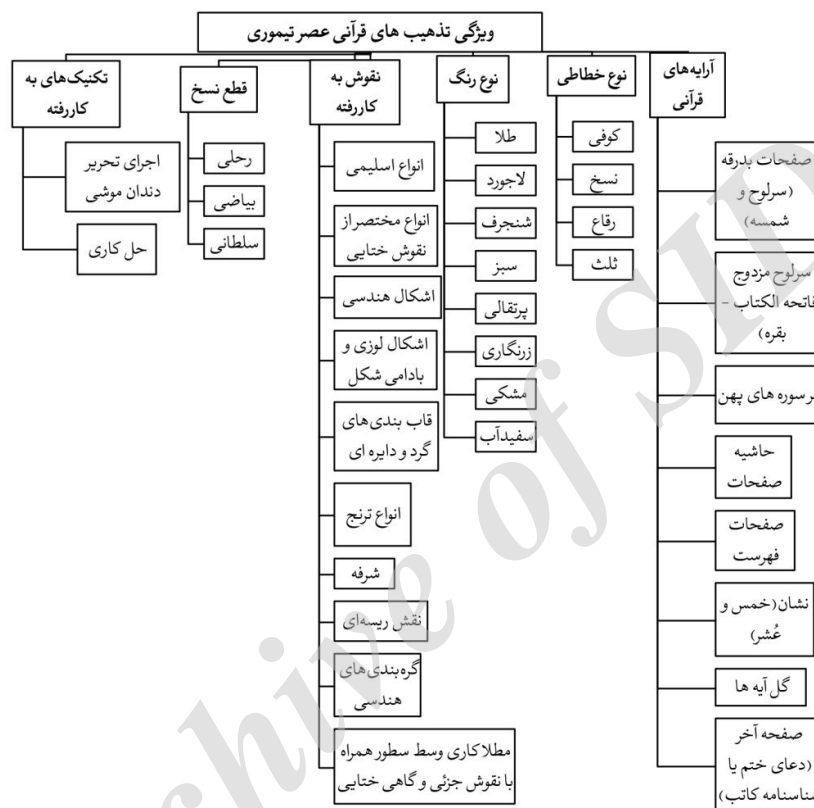 ویژگی تذهیب های قرآنی عصر تیموری
آرایه‌های
قرآنی
صفحات بدرقه
(سرلوح و
شمسه)
سرلوح مزدوج
فاتحه الکتاب -
بقره)
سرسوره های پهن
حاشیه
صفحات
صفحات
فهرست
نشان(خمس و
عُشر)
گل آیه ها
صفحه آخر
(دعای ختم یا
شناسنامه کاتب)
نوع خطاطی
کوفی
نسخ
رقاع
ثلث
نوع رنگ
طلا
لاجورد
شنجرف
سبز
پرتقالی
زرنگاری
مشکی
سفیدآب
نقوش به
کاررفته
انواع اسلیمی
انواع مختصراز
نقوش ختایی
اشکال هندسی
اشکال لوزی و
بادامی شکل
قاب بندی‌های
گرد و دایره ای
انواع ترنج
شرفه
نقش ریسه‌ای
گره‌بندی‌های
هندسی
مطلاکاری وسط سطور همراه
با نقوش جزئی و گاهی ختایی
قطع نسخ
رحلی
بیاضی
سلطانی
تکنیک‌های به
کاررفته
اجرای تحریر
دندان موشی
حل کاری
Archive of SID